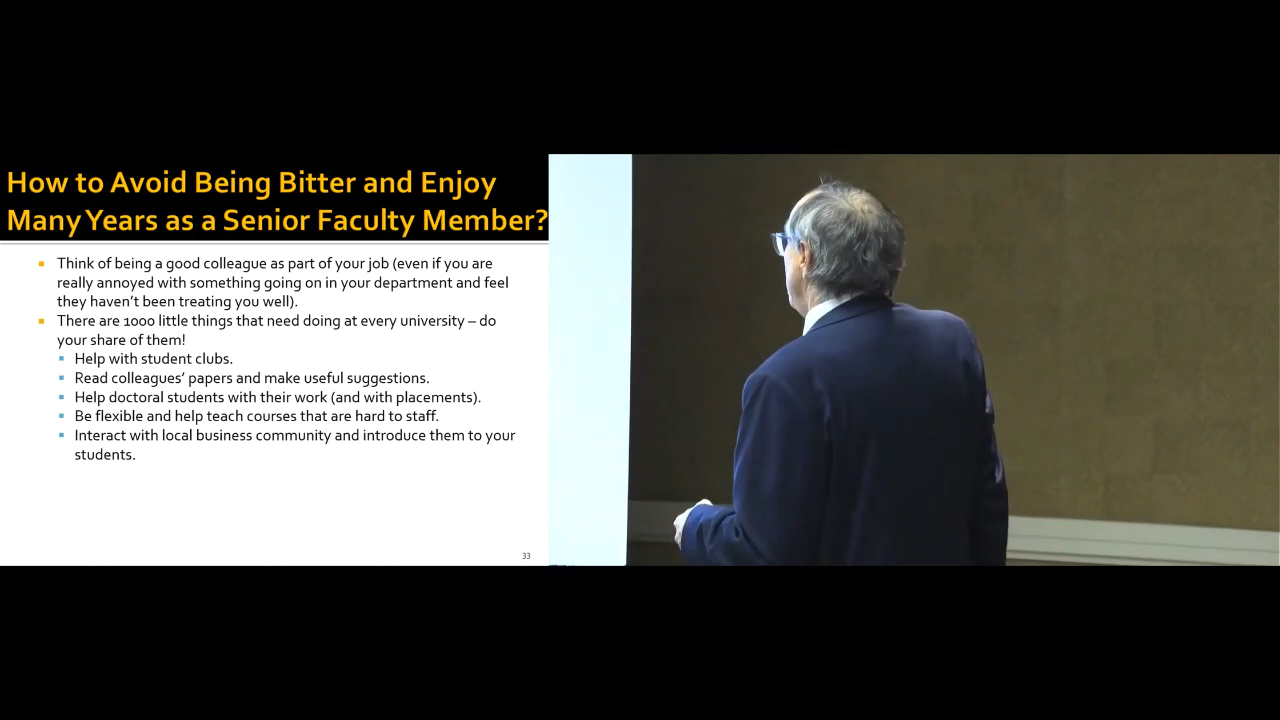 How to Avoid Being Bitter and Enjoy
Many Years as a Senior Faculty Member?
Think of being a good colleague as part of your job (even if you are
really annoyed with something going on in your department and feel
they haven’t been treating you well).
There are 1000 little things that need doing at every university – do
your share of them!
Help with student clubs.
Read colleagues’ papers and make useful suggestions.
Help doctoral students with their work (and with placements).
Be flexible and help teach courses that are hard to staff.
Interact with local business community and introduce them to your
students.
33